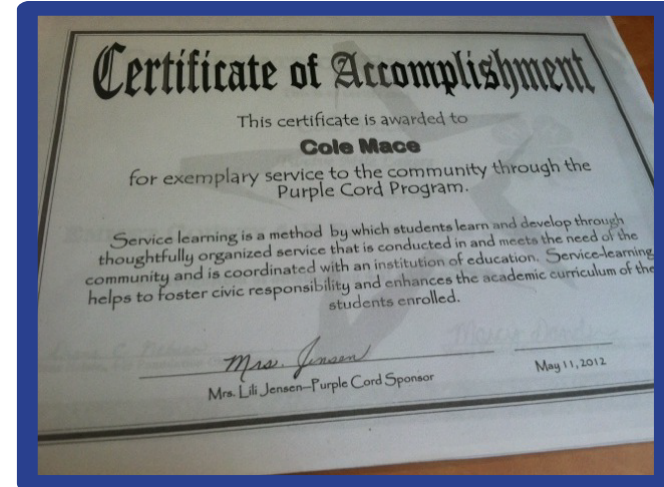 Certificate of Accomplishment
This certificate is awarded to
Cole Mace
for exemplary service to the community through the
Purple Cord Program.
Service learning is a method by which students learn and develop through
thoughtfully organized service that is conducted in and meets the need of the
community and is coordinated with an institution of education. Service-learning
helps to foster civic responsibility and enhances the academic curriculum of the
students enrolled.
Mrs. Jensen
Mrs. Lili Jensen-Purple Cord Sponsor
May 11, 2012